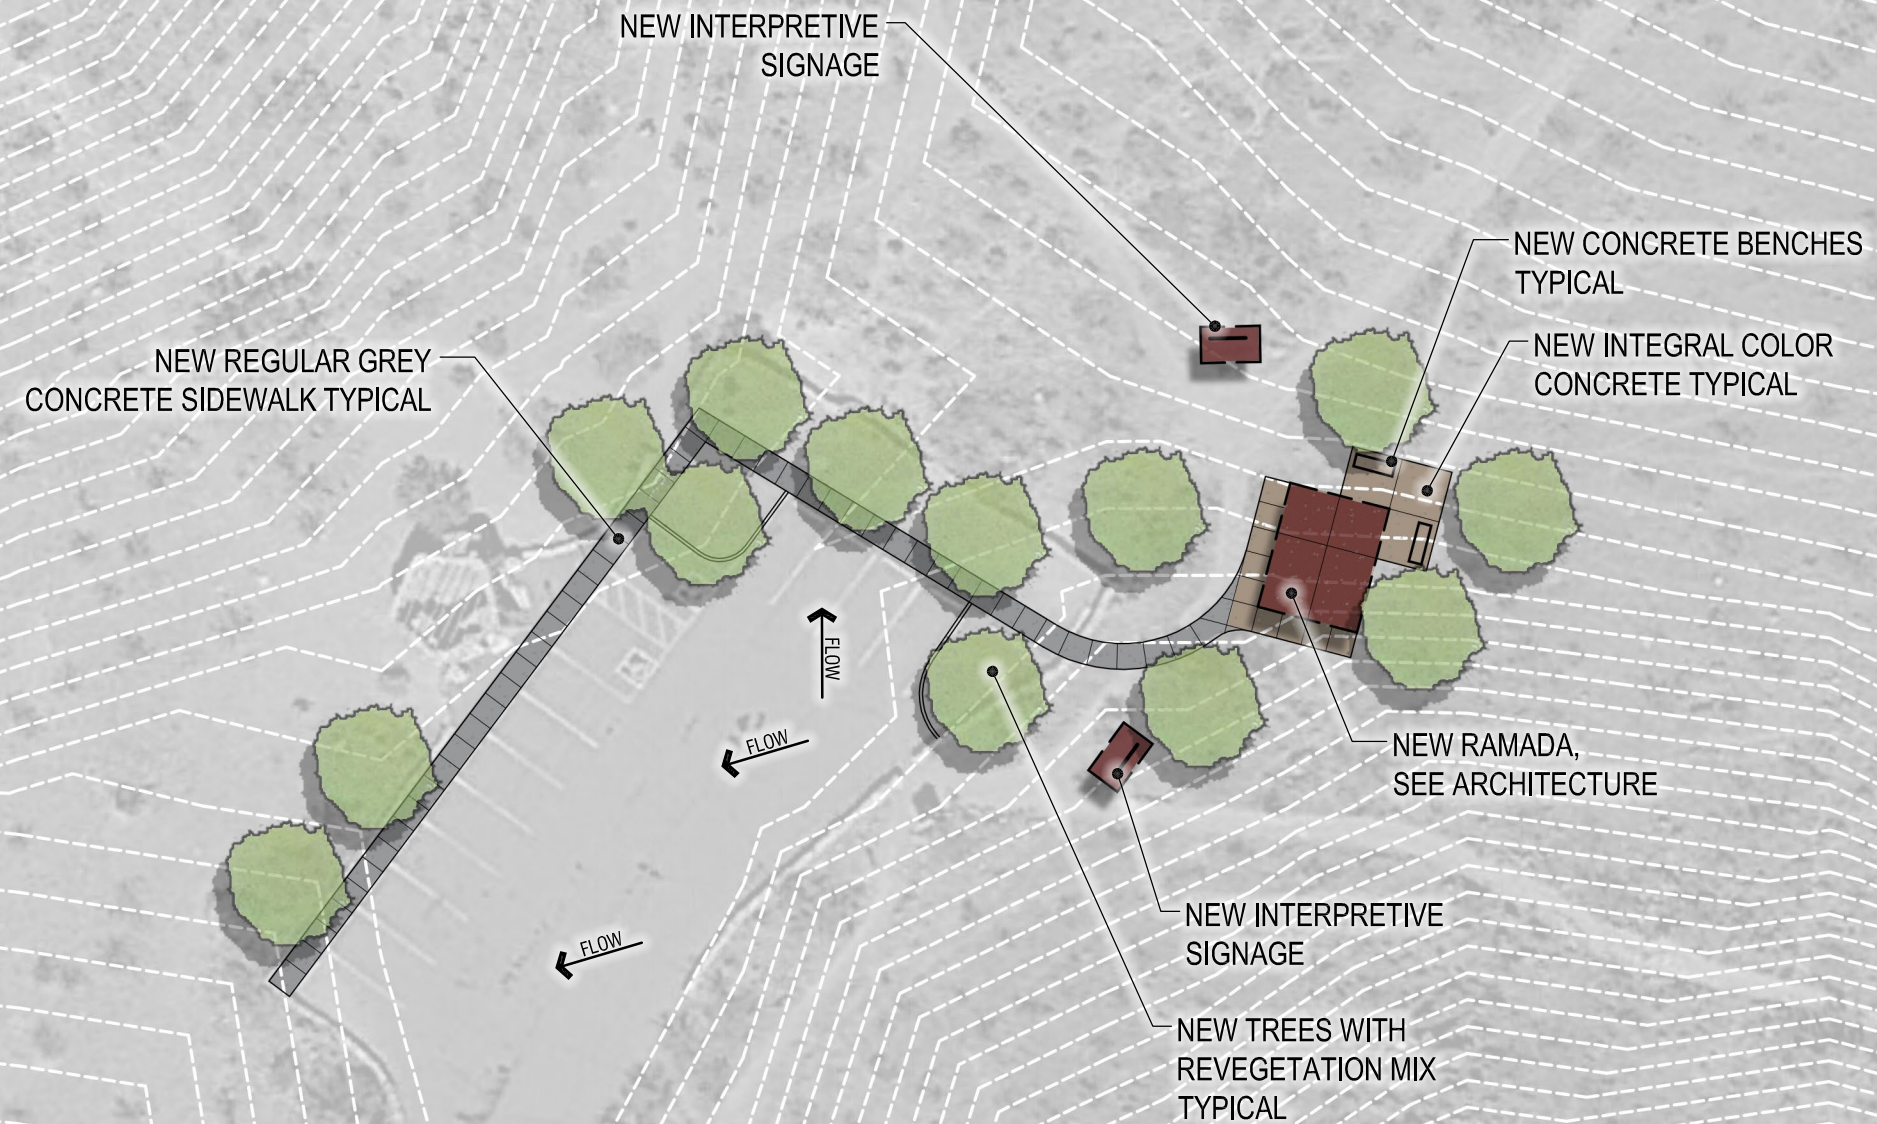 NEW INTERPRETIVE
SIGNAGE
NEW CONCRETE BENCHES
TYPICAL
NEW INTEGRAL COLOR
CONCRETE TYPICAL
NEW REGULAR GREY
CONCRETE SIDEWALK TYPICAL
FLOW
FLOW
FLOW
NEW RAMADA,
SEE ARCHITECTURE
NEW INTERPRETIVE
SIGNAGE
NEW TREES WITH
REVEGETATION MIX
TYPICAL